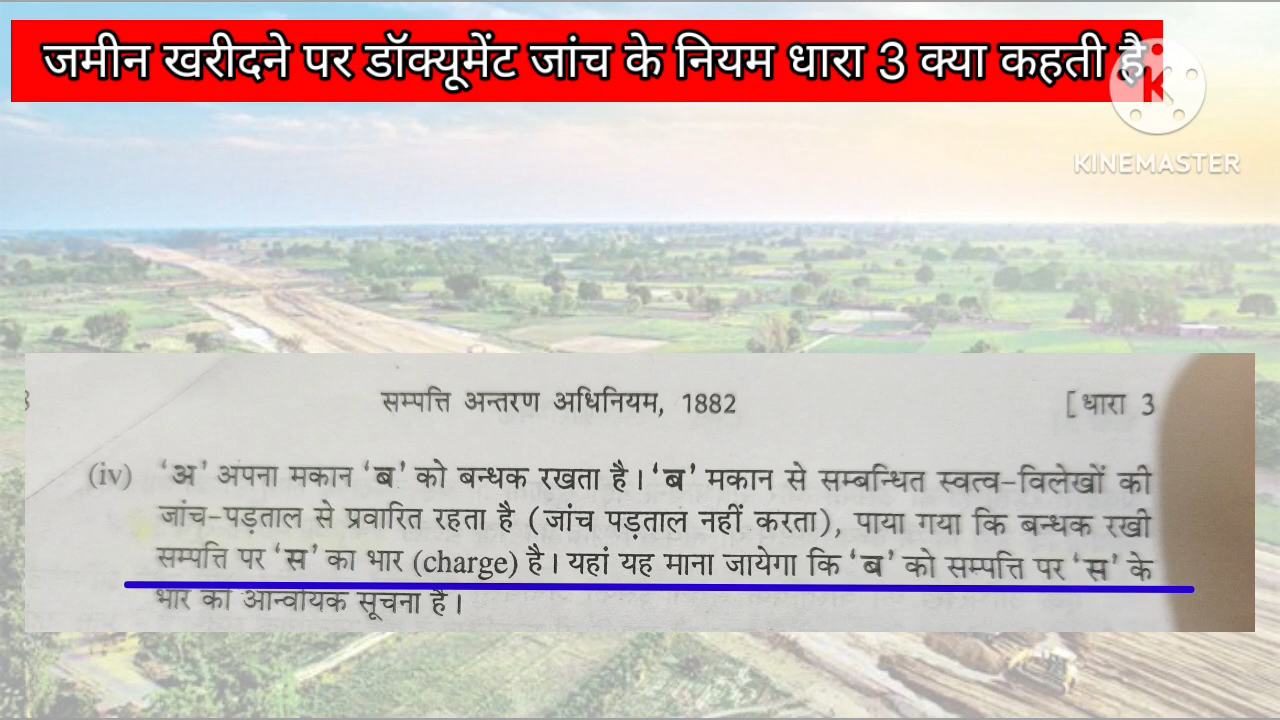 जमीन खरीदने पर डॉक्यूमेंट जांच के नियम धारा 3 क्या कहती है
K
KINEMASTER
सम्पत्ति अन्तरण अधिनियम, 1882 [धारा 3
(iv) 'अ' अपना मकान 'ब' को बन्धक रखता है। 'ब' मकान से सम्बन्धित स्वत्व-विलेखों की
जांच-पड़ताल से प्रवारित रहता है (जांच पड़ताल नहीं करता), पाया गया कि बन्धक रखी
सम्पत्ति पर 'स' का भार (charge) है। यहां यह माना जायेगा कि 'ब' को सम्पत्ति पर 'स' के
भार की आन्वयिक सूचना है।